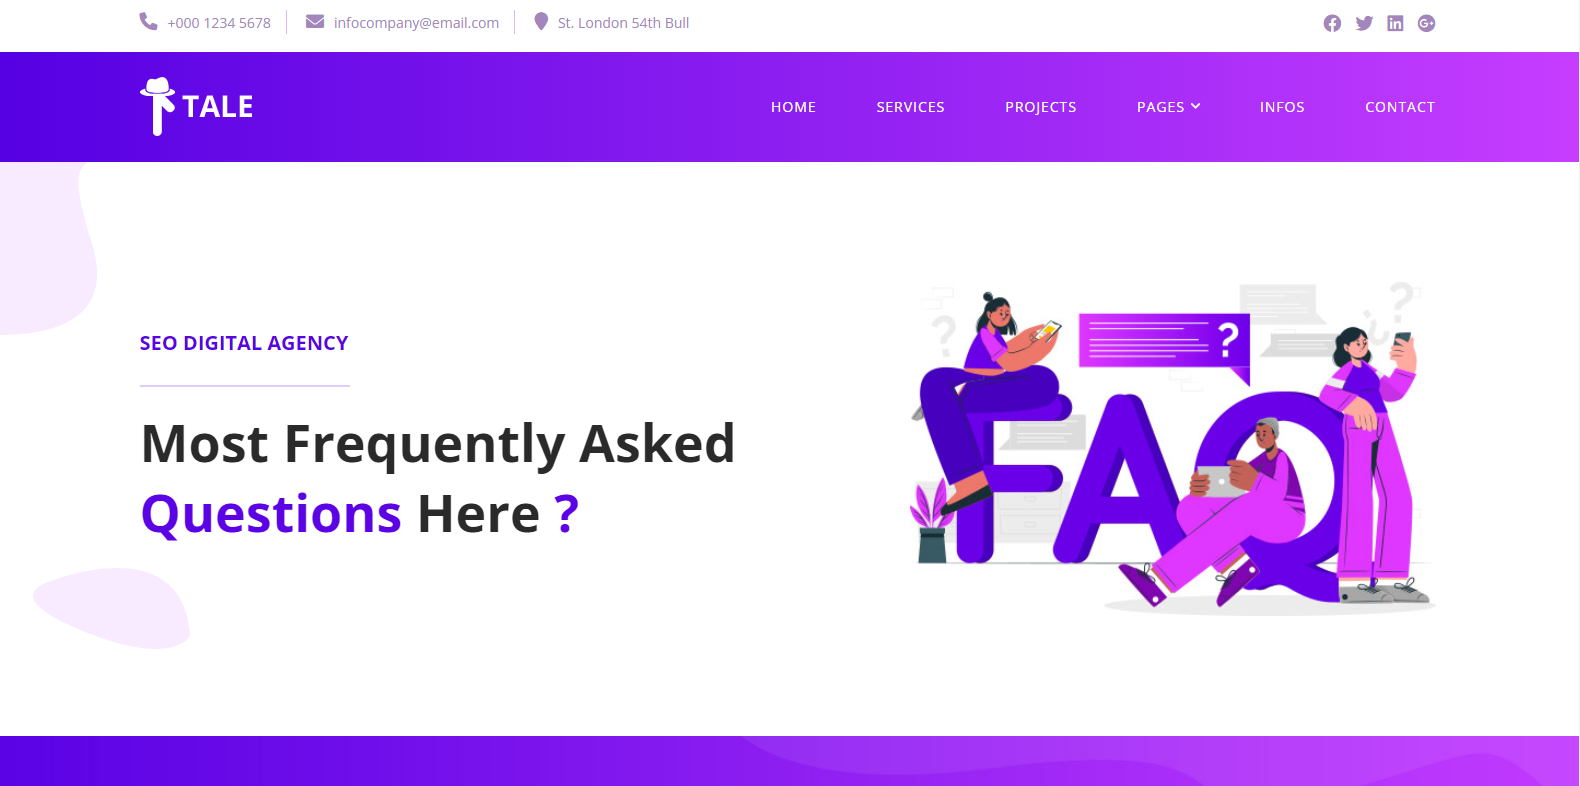 +000 1234 5678
infocompany@email.com
St. London 54th Bull
TALE
HOME
SERVICES
PROJECTS
PAGES
INFOS
CONTACT
SEO DIGITAL AGENCY
Most Frequently Asked
Questions Here ?
?
?
?
¿
FAQ